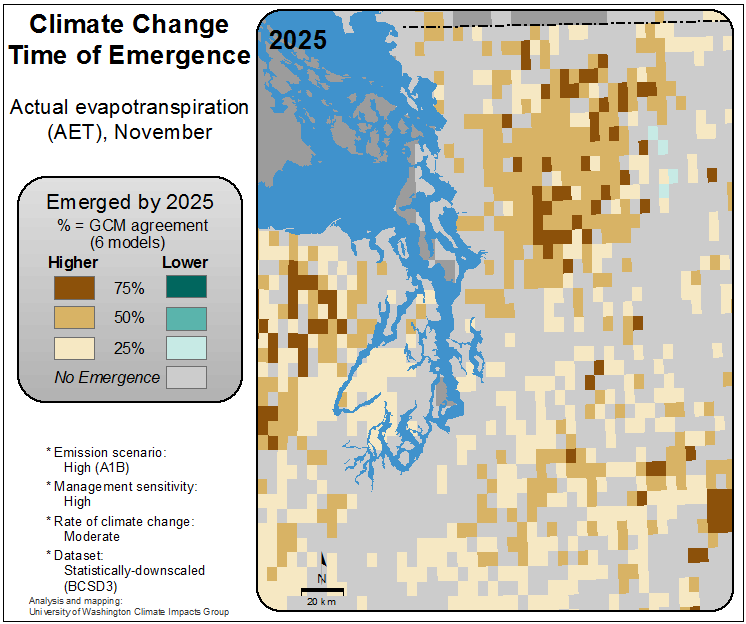 Climate Change
Time of Emergence
Actual evapotranspiration
(AET), November
2025
Emerged by 2025
% = GCM agreement
(6 models)
Higher Lower
75%
50%
25%
No Emergence
* Emission scenario:
High (A1B)
* Management sensitivity:
High
* Rate of climate change:
Moderate
* Dataset:
Statistically-downscaled
(BCSD3)
Analysis and mapping:
University of Washington Climate Impacts Group
N
20 km